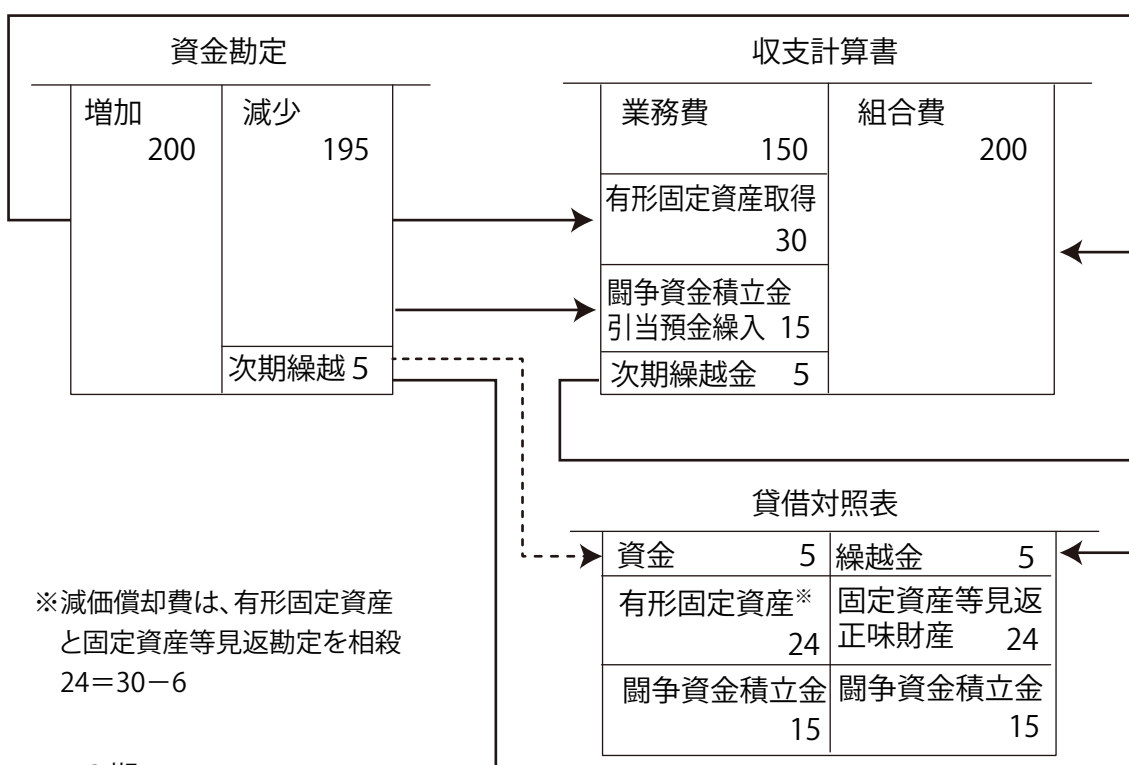 資金勘定
増加
200
減少
195
次期繰越 5
収支計算書
業務費
150
有形固定資産取得
30
闘争資金積立金
引当預金繰入 15
次期繰越金 5
組合費
200
貸借対照表
資金 5
繰越金 5
有形固定資産※
24
固定資産等見返
正味財産 24
闘争資金積立金
15
闘争資金積立金
15
※減価償却費は、有形固定資産
と固定資産等見返勘定を相殺
24=30-6